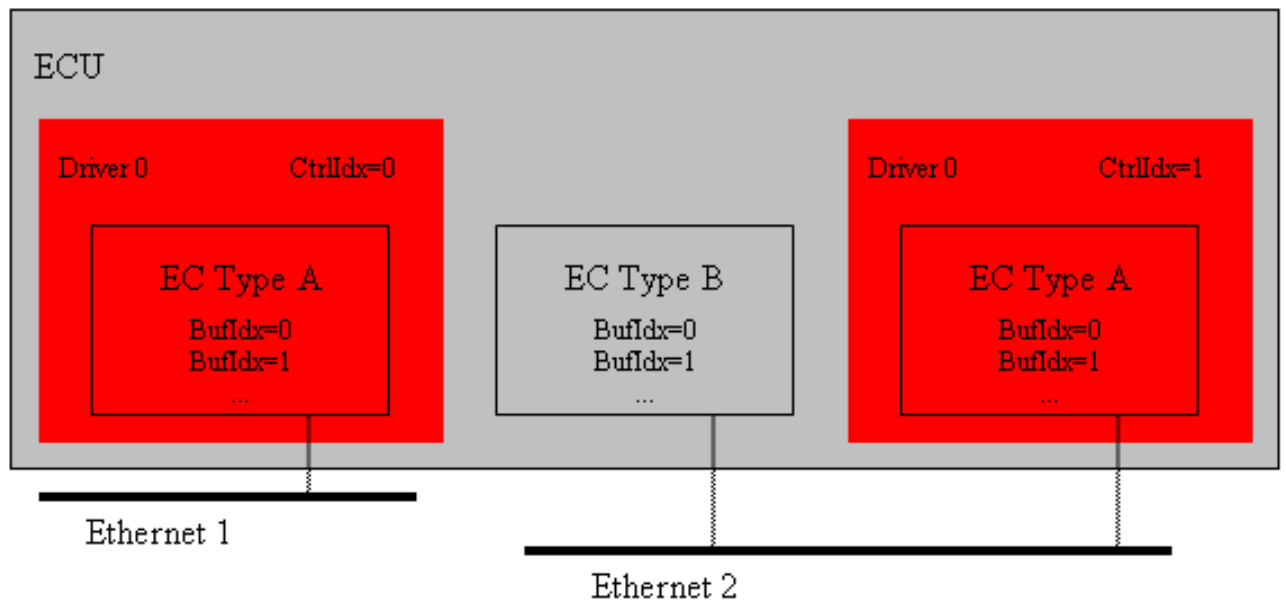 ECU
Driver 0
CtrlIdx=0
EC Type A
BufIdx=0
BufIdx=1
...
EC Type B
BufIdx=0
BufIdx=1
...
Driver 0
CtrlIdx=1
EC Type A
BufIdx=0
BufIdx=1
...
Ethernet 1
Ethernet 2